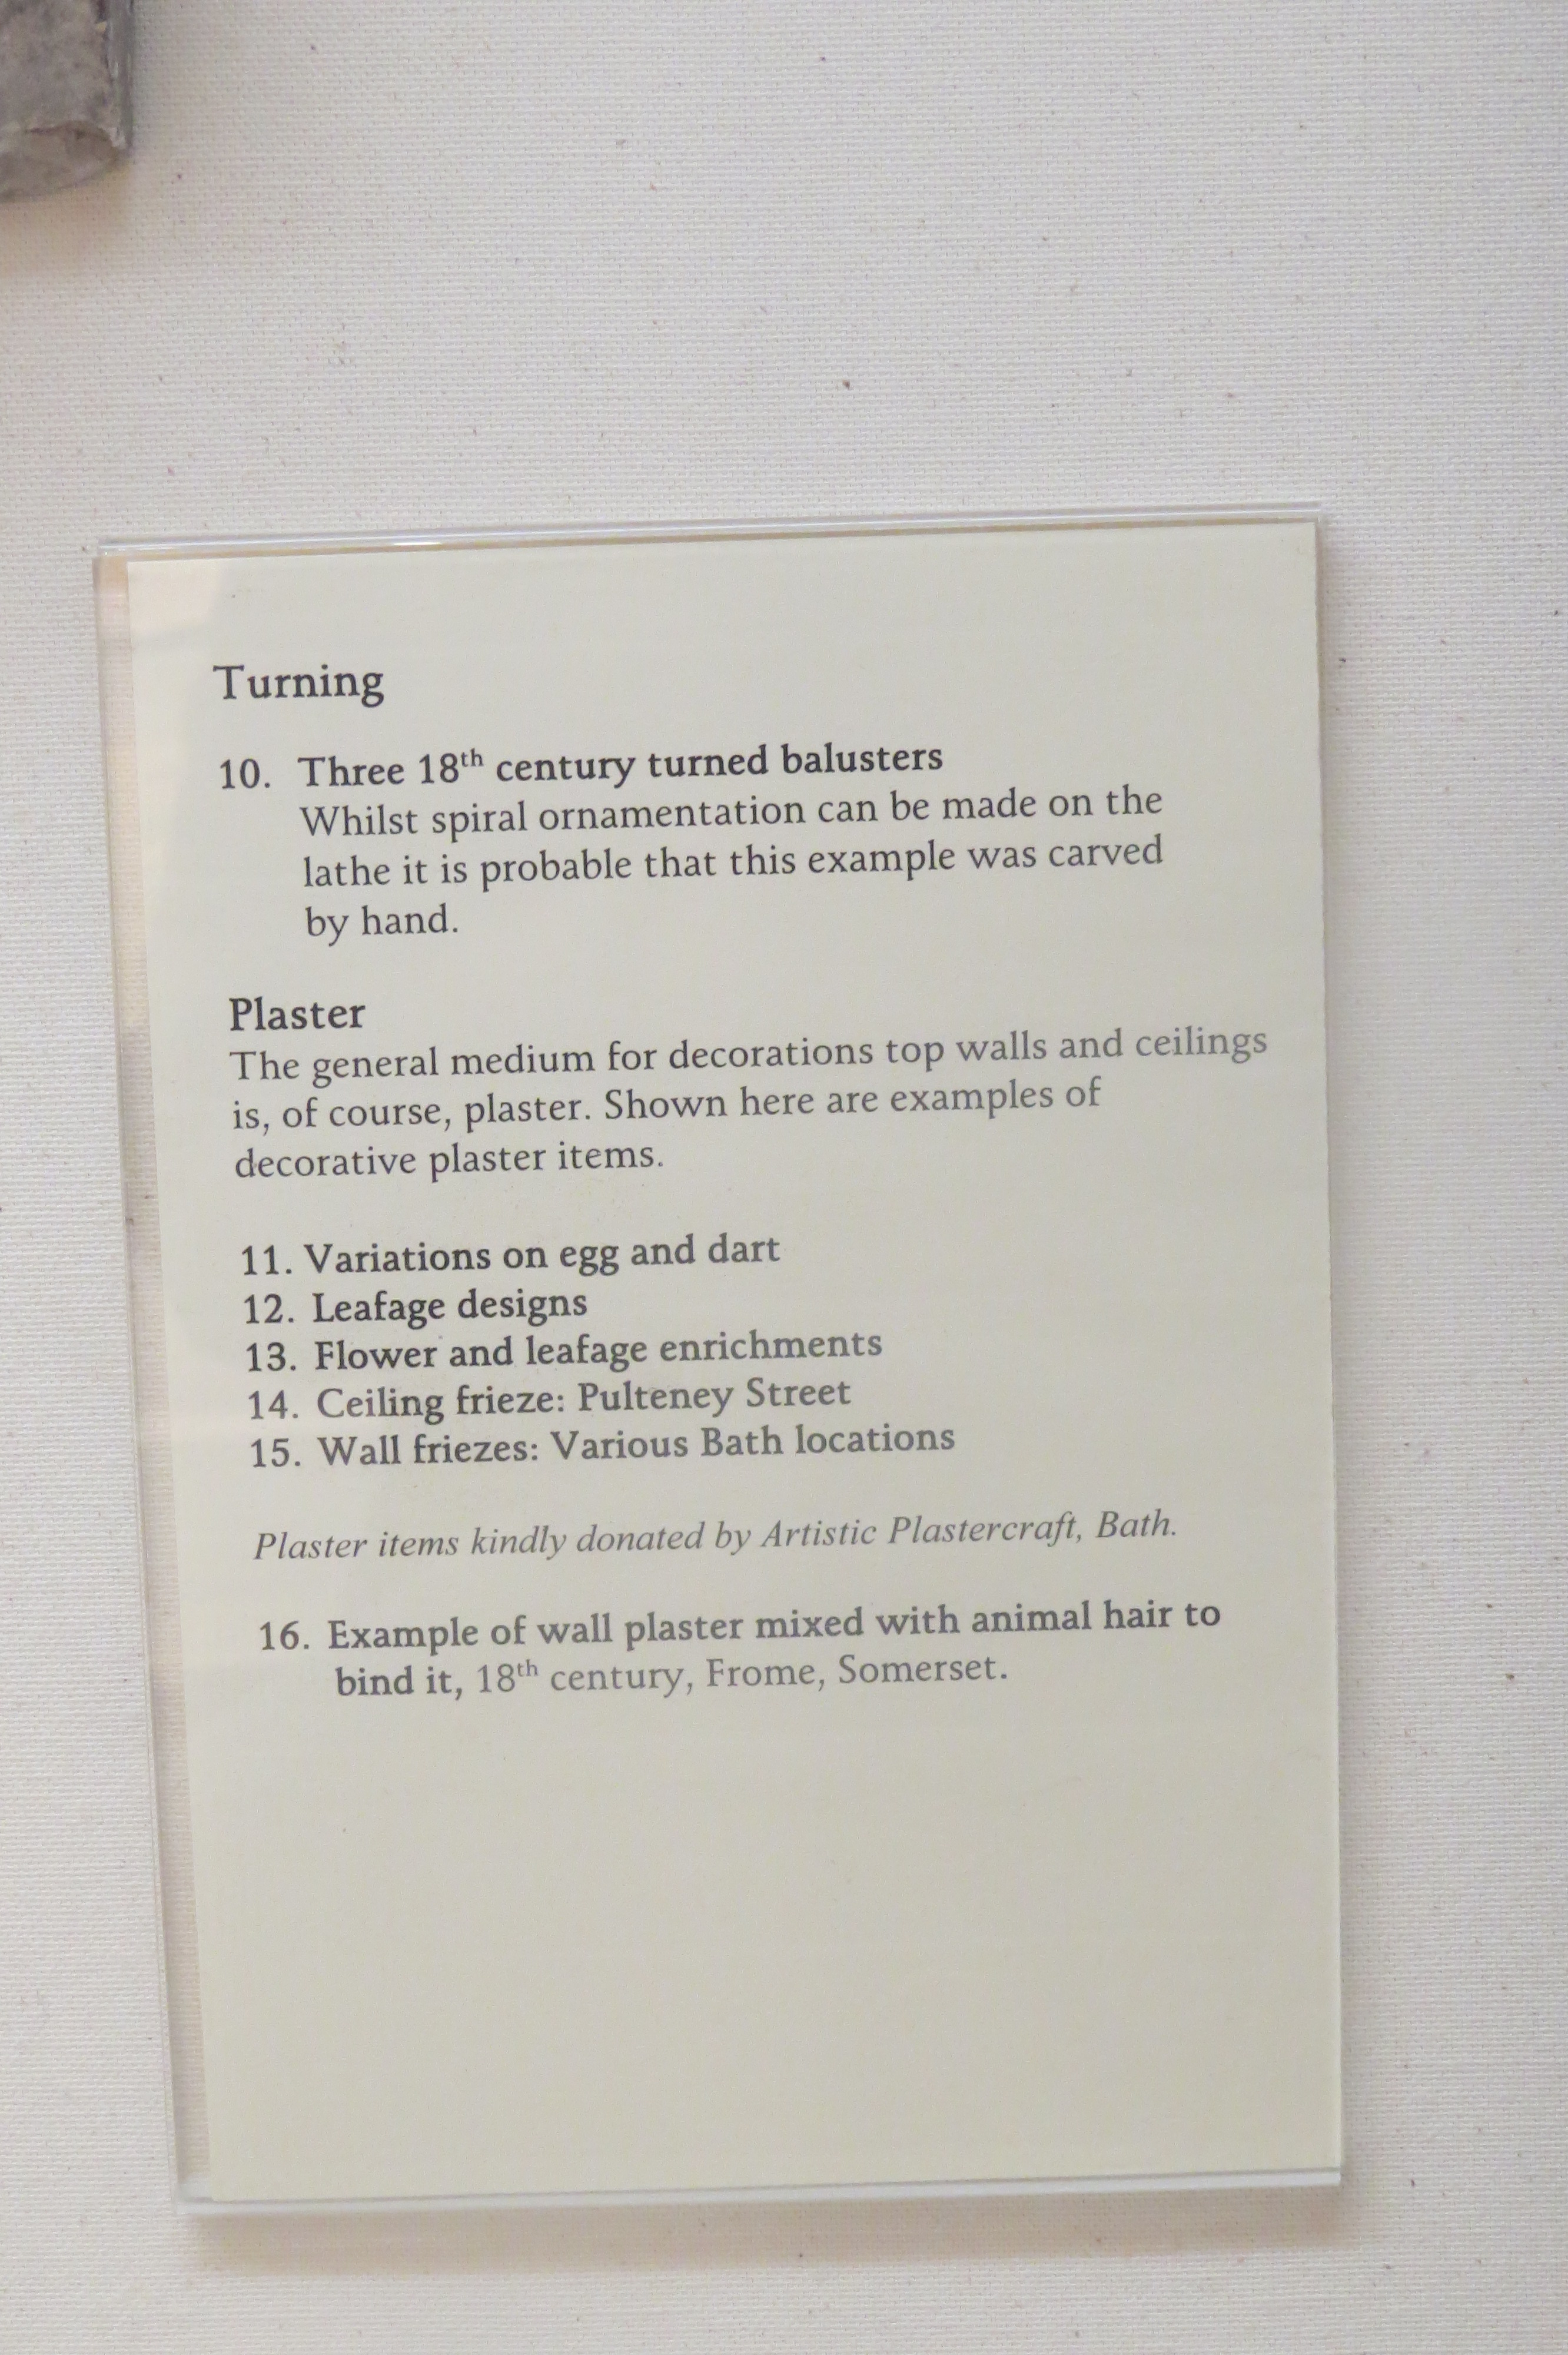 Turning
10. Three 18th century turned balusters
Whilst spiral ornamentation can be made on the
lathe it is probable that this example was carved
by hand.
Plaster
The general medium for decorations top walls and ceilings
is, of course, plaster. Shown here are examples of
decorative plaster items.
11. Variations on egg and dart
12. Leafage designs
13. Flower and leafage enrichments
14. Ceiling frieze: Pulteney Street
15. Wall friezes: Various Bath locations
Plaster items kindly donated by Artistic Plastercraft, Bath.
16. Example of wall plaster mixed with animal hair to
bind it, 18th century, Frome, Somerset.